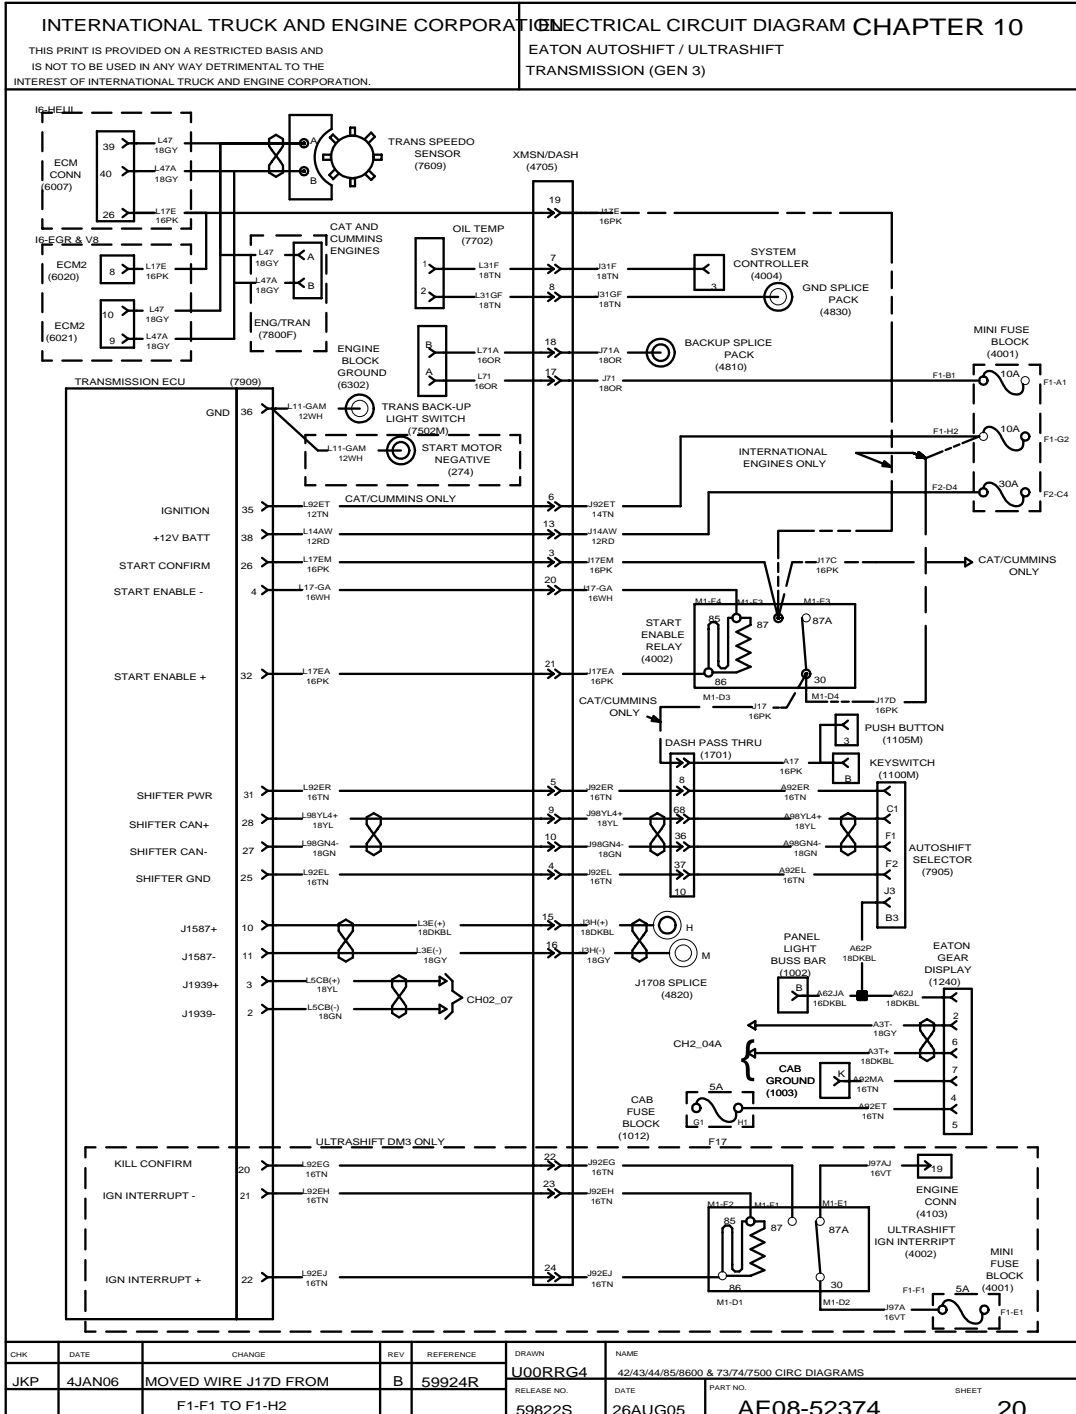 INTERNATIONAL TRUCK AND ENGINE CORPORATION
ELECTRICAL CIRCUIT DIAGRAM CHAPTER 10
THIS PRINT IS PROVIDED ON A RESTRICTED BASIS AND
IS NOT TO BE USED IN ANY WAY DETRIMENTAL TO THE
INTEREST OF INTERNATIONAL TRUCK AND ENGINE CORPORATION.
EATON AUTOSHIFT / ULTRASHIFT
TRANSMISSION (GEN 3)
I6-HEUI
ECM
CONN
(6007)
39
40
26
L47
18GY
L47A
18GY
L17E
16PK
A
B
TRANS SPEEDO
SENSOR
(7609)
XMSN/DASH
(4705)
19
J17E
16PK
I6-EGR & V8
ECM2
(6020)
8
L17E
16PK
ECM2
(6021)
10
9
L47
18GY
L47A
18GY
L47
18GY
L47A
18GY
A
B
CAT AND
CUMMINS
ENGINES
ENG/TRAN
(7800F)
OIL TEMP
(7702)
1
2
L31F
18TN
L31GF
18TN
7
8
J31F
18TN
J31GF
18TN
3
SYSTEM
CONTROLLER
(4004)
GND SPLICE
PACK
(4830)
B
A
L71A
16OR
L71
16OR
18
17
J71A
18OR
J71
18OR
BACKUP SPLICE
PACK
(4810)
MINI FUSE
BLOCK
(4001)
F1-B1
10A
F1-A1
F1-H2
10A
F1-G2
F2-D4
30A
F2-C4
INTERNATIONAL
ENGINES ONLY
ENGINE
BLOCK
GROUND
(6302)
TRANS BACK-UP
LIGHT SWITCH
(7502M)
TRANSMISSION ECU
(7909)
GND
36
L11-GAM
12WH
L11-GAM
12WH
START MOTOR
NEGATIVE
(274)
CAT/CUMMINS ONLY
IGNITION
35
L92ET
12TN
6
J92ET
14TN
+12V BATT
38
L14AW
12RD
13
J14AW
12RD
START CONFIRM
26
L17EM
16PK
3
J17EM
16PK
J17C
16PK
CAT/CUMMINS
ONLY
START ENABLE -
4
L17-GA
16WH
20
J17-GA
16WH
START
ENABLE
RELAY
(4002)
M1-F4
M1-F3
M1-E3
85
87
87A
86
30
M1-D3
M1-D4
START ENABLE +
32
L17EA
16PK
21
J17EA
16PK
CAT/CUMMINS
ONLY
J17
16PK
J17D
16PK
3
PUSH BUTTON
(1105M)
DASH PASS THRU
(1701)
A17
16PK
B
KEYSWITCH
(1100M)
SHIFTER PWR
31
L92ER
16TN
5
J92ER
16TN
8
A92ER
16TN
C1
SHIFTER CAN+
28
L98YL4+
18YL
9
J98YL4+
18YL
68
A98YL4+
18YL
F1
SHIFTER CAN-
27
L98GN4-
18GN
10
J98GN4-
18GN
36
A98GN4-
18GN
F2
SHIFTER GND
25
L92EL
16TN
4
J92EL
16TN
37
A92EL
16TN
J3
10
B3
AUTOSHIFT
SELECTOR
(7905)
J1587+
10
L3E(+)
18DKBL
15
J3H(+)
18DKBL
H
J1587-
11
L3E(-)
18GY
16
J3H(-)
18GY
M
J1708 SPLICE
(4820)
J1939+
3
L5CB(+)
18YL
J1939-
2
L5CB(-)
18GN
CH02_07
PANEL
LIGHT
BUSS BAR
(1002)
B
A62P
18DKBL
A62JA
16DKBL
A62J
18DKBL
EATON
GEAR
DISPLAY
(1240)
2
6
7
4
5
A3T-
18GY
A3T+
18DKBL
CH2_04A
CAB
GROUND
(1003)
K
A92MA
16TN
A92ET
16TN
CAB
FUSE
BLOCK
(1012)
5A
G1
H1
F17
ULTRASHIFT DM3 ONLY
KILL CONFIRM
20
L92EG
16TN
22
J92EG
16TN
IGN INTERRUPT -
21
L92EH
16TN
23
J92EH
16TN
IGN INTERRUPT +
22
L92EJ
16TN
24
J92EJ
16TN
J97AJ
16VT
19
ENGINE
CONN
(4103)
M1-F2
M1-F1
M1-E1
85
87
87A
86
30
M1-D1
M1-D2
ULTRASHIFT
IGN INTERRIPT
(4002)
MINI
FUSE
BLOCK
(4001)
J97A
16VT
F1-F1
5A
F1-E1
CHK DATE CHANGE REV REFERENCE
JKP 4JAN06 MOVED WIRE J17D FROM B 59924R
F1-F1 TO F1-H2
DRAWN
U00RRG4
NAME
42/43/44/85/8600 & 73/74/7500 CIRC DIAGRAMS
RELEASE NO.
59822S
DATE
26AUG05
PART NO.
AE08-52374
SHEET
20